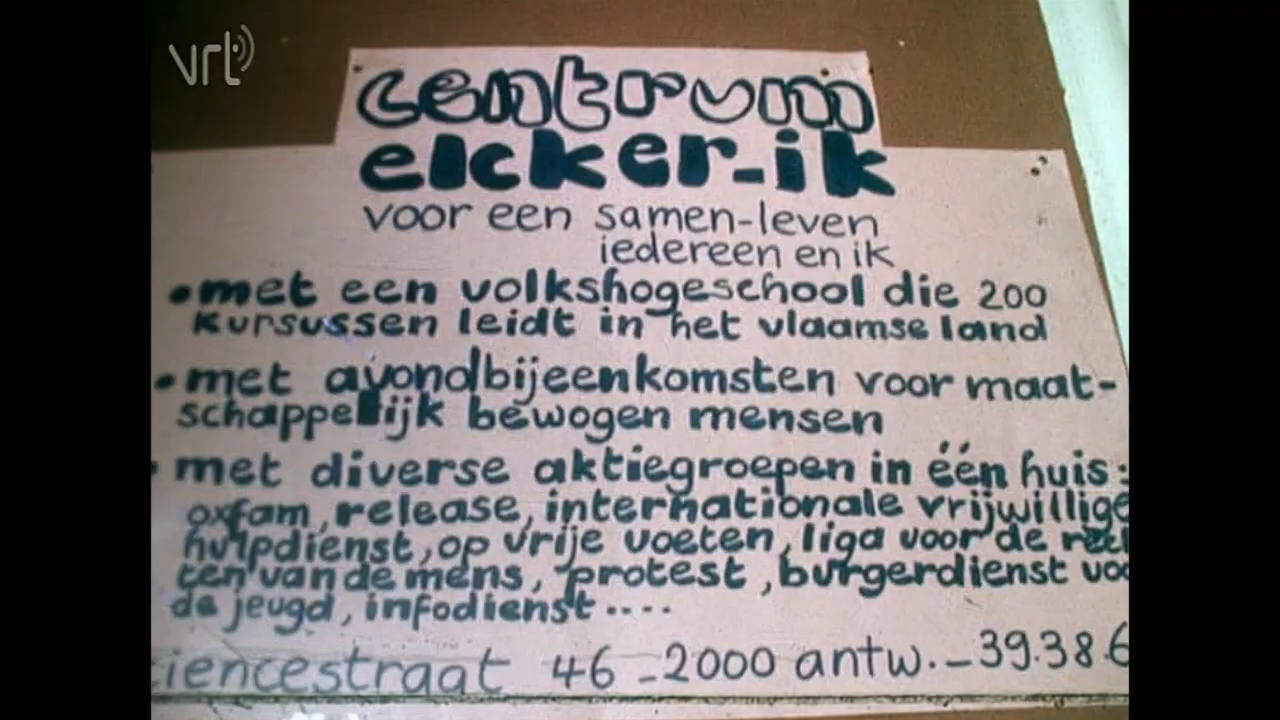 vrt
centrum
elcker-ik
voor een samen-leven
iedereen en ik
• met een volkshogeschool die 200
kursussen leidt in het vlaamse land
• met avondbijeenkomsten voor maat-
schappelijk bewogen mensen
• met diverse aktiegroepen in één huis:
oxfam, release, internationale vrijwillige
hulpdienst, op vrije voeten, liga voor de rech
ten van de mens, protest, burgerdienst voo
de jeugd, infodienst....
iencestraat 46 _ 2000 antw. _ 39.38.6